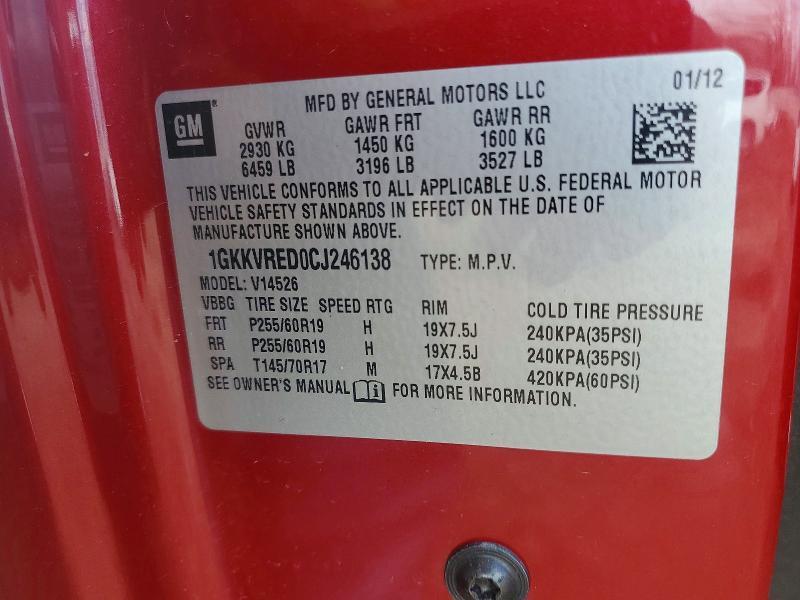 MFD BY GENERAL MOTORS LLC 01/12
GM®
GVWR GAWR FRT GAWR RR
2930 KG 1450 KG 1600 KG
6459 LB 3196 LB 3527 LB
THIS VEHICLE CONFORMS TO ALL APPLICABLE U.S. FEDERAL MOTOR
VEHICLE SAFETY STANDARDS IN EFFECT ON THE DATE OF
MANUFACTURE SHOWN ABOVE.
1GKKVRED0CJ246138 TYPE: M.P.V.
MODEL: V14526
VBBG TIRE SIZE SPEED RTG RIM COLD TIRE PRESSURE
FRT P255/60R19 H 19X7.5J 240KPA(35PSI)
RR P255/60R19 H 19X7.5J 240KPA(35PSI)
SPA T145/70R17 M 17X4.5B 420KPA(60PSI)
SEE OWNER'S MANUAL FOR MORE INFORMATION.